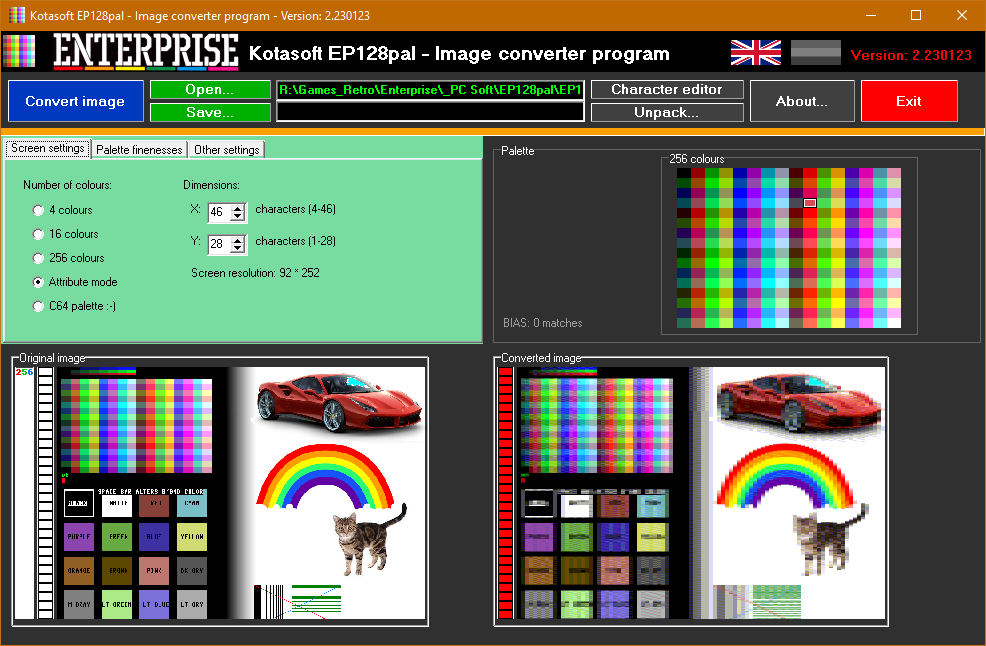 Kotasoft EP128pal - Image converter program - Version: 2.230123
ENTERPRISE Kotasoft EP128pal - Image converter program
Version: 2.230123
Convert image
Open...
Save...
R:\Games_Retro\Enterprise\_PC Soft\EP128pal\EP1
Character editor
Unpack...
About...
Exit
Screen settings
Palette finenesses
Other settings
Number of colours:
4 colours
16 colours
256 colours
Attribute mode
C64 palette :-)
Dimensions:
X: 46 characters (4-46)
Y: 28 characters (1-28)
Screen resolution: 92 * 252
Palette
256 colours
BIAS: 0 matches
Original image
256
SPACE BAR ALTERS B'GND COLOR
WHITE
RED
CYAN
PURPLE
GREEN
BLUE
YELLOW
ORANGE
BROWN
PINK
DK GRY
M GRAY
LT GREEN
LT BLUE
LT GRY
Converted image